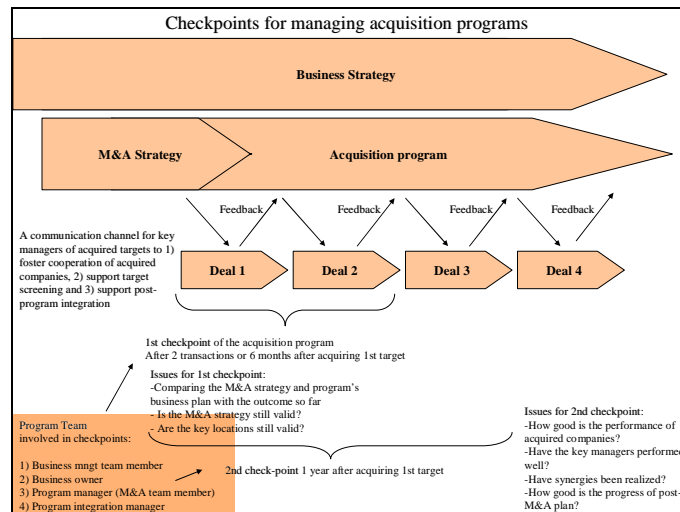 Checkpoints for managing acquisition programs
Business Strategy
M&A Strategy
Acquisition program
Feedback
Feedback
Feedback
Feedback
A communication channel for key
managers of acquired targets to 1)
foster cooperation of acquired
companies, 2) support target
screening and 3) support post-
program integration
Deal 1
Deal 2
Deal 3
Deal 4
1st checkpoint of the acquisition program
After 2 transactions or 6 months after acquiring 1st target
Issues for 1st checkpoint:
-Comparing the M&A strategy and program's
business plan with the outcome so far
- Is the M&A strategy still valid?
- Are the key locations still valid?
Program Team
involved in checkpoints:
1) Business mngt team member
2) Business owner
3) Program manager (M&A team member)
4) Program integration manager
2nd check-point 1 year after acquiring 1st target
Issues for 2nd checkpoint:
-How good is the performance of
acquired companies?
-Have the key managers performed
well?
-Have synergies been realized?
-How good is the progress of post-
M&A plan?